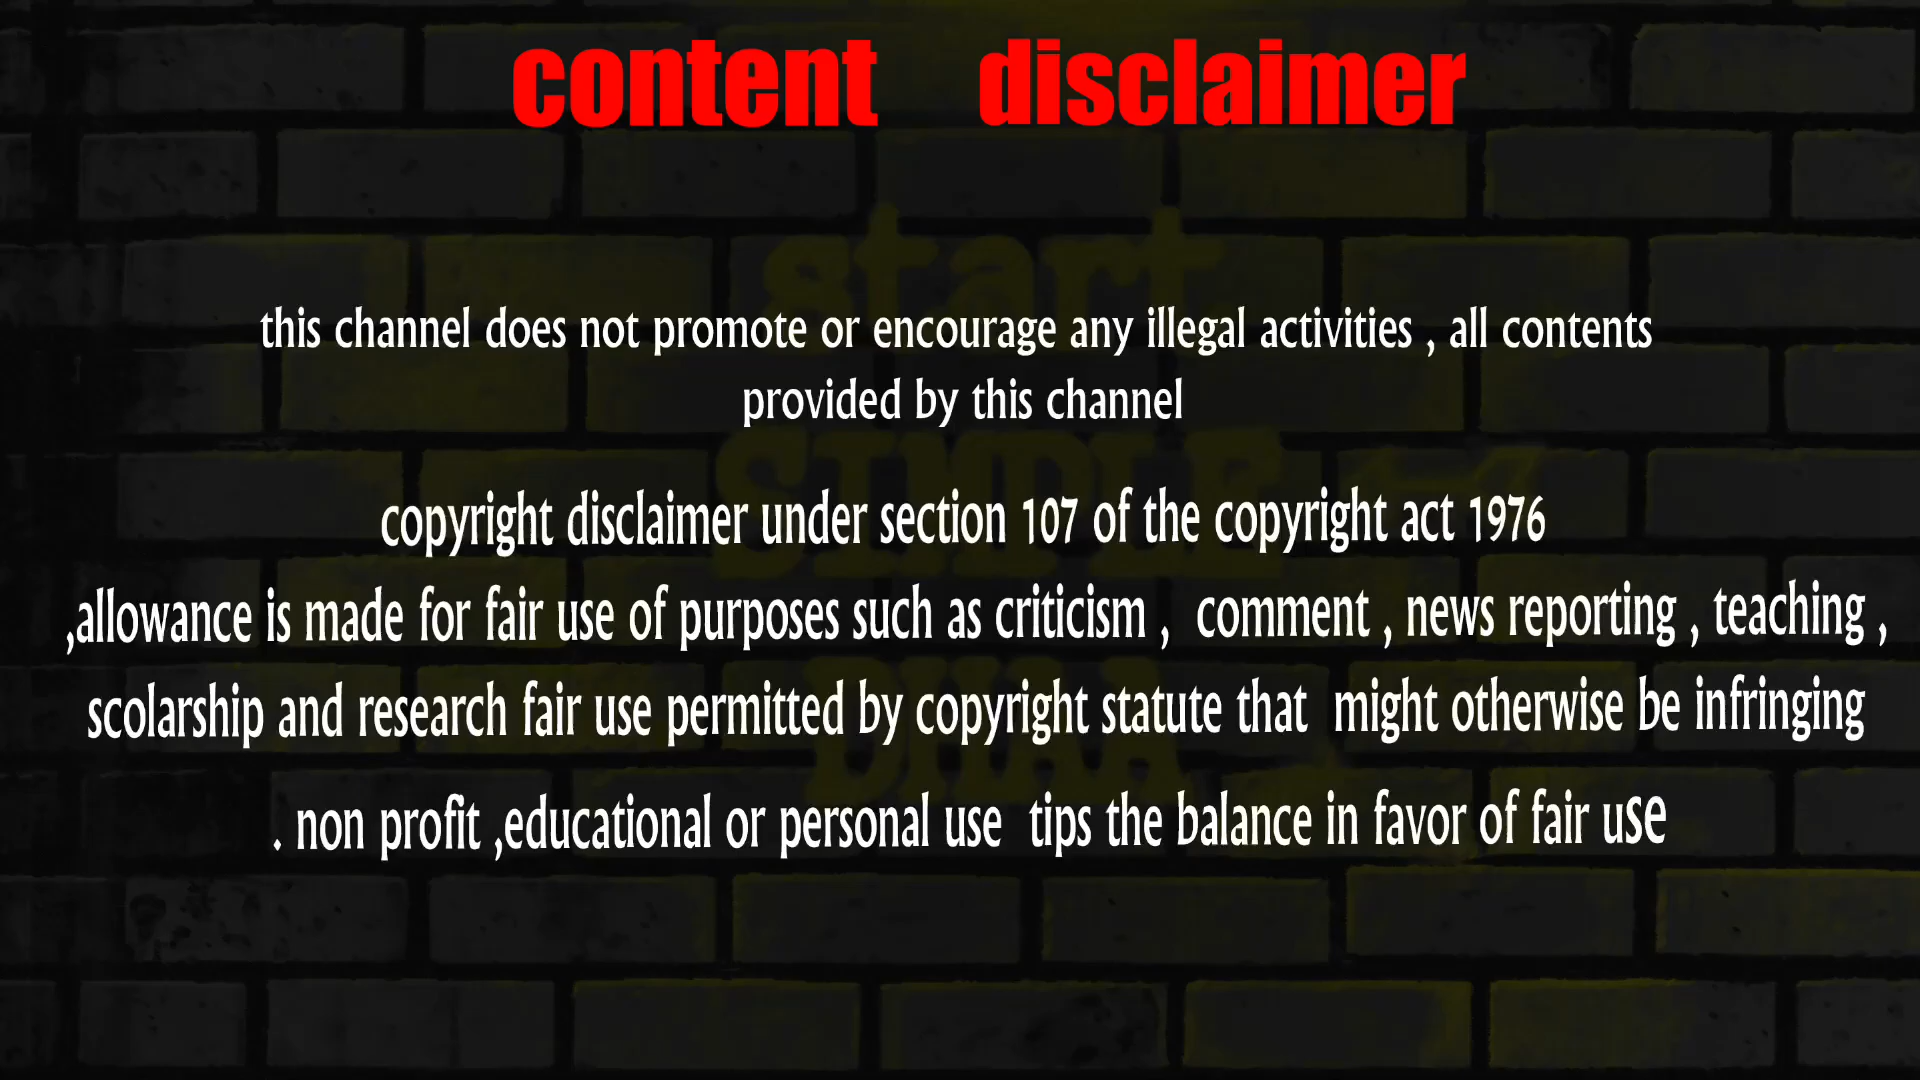 content disclaimer
start
this channel does not promote or encourage any illegal activities , all contents
provided by this channel
SIMPLE
copyright disclaimer under section 107 of the copyright act 1976
,allowance is made for fair use of purposes such as criticism , comment , news reporting , teaching ,
scolarship and research fair use permitted by copyright statute that might otherwise be infringing
. non profit ,educational or personal use tips the balance in favor of fair use